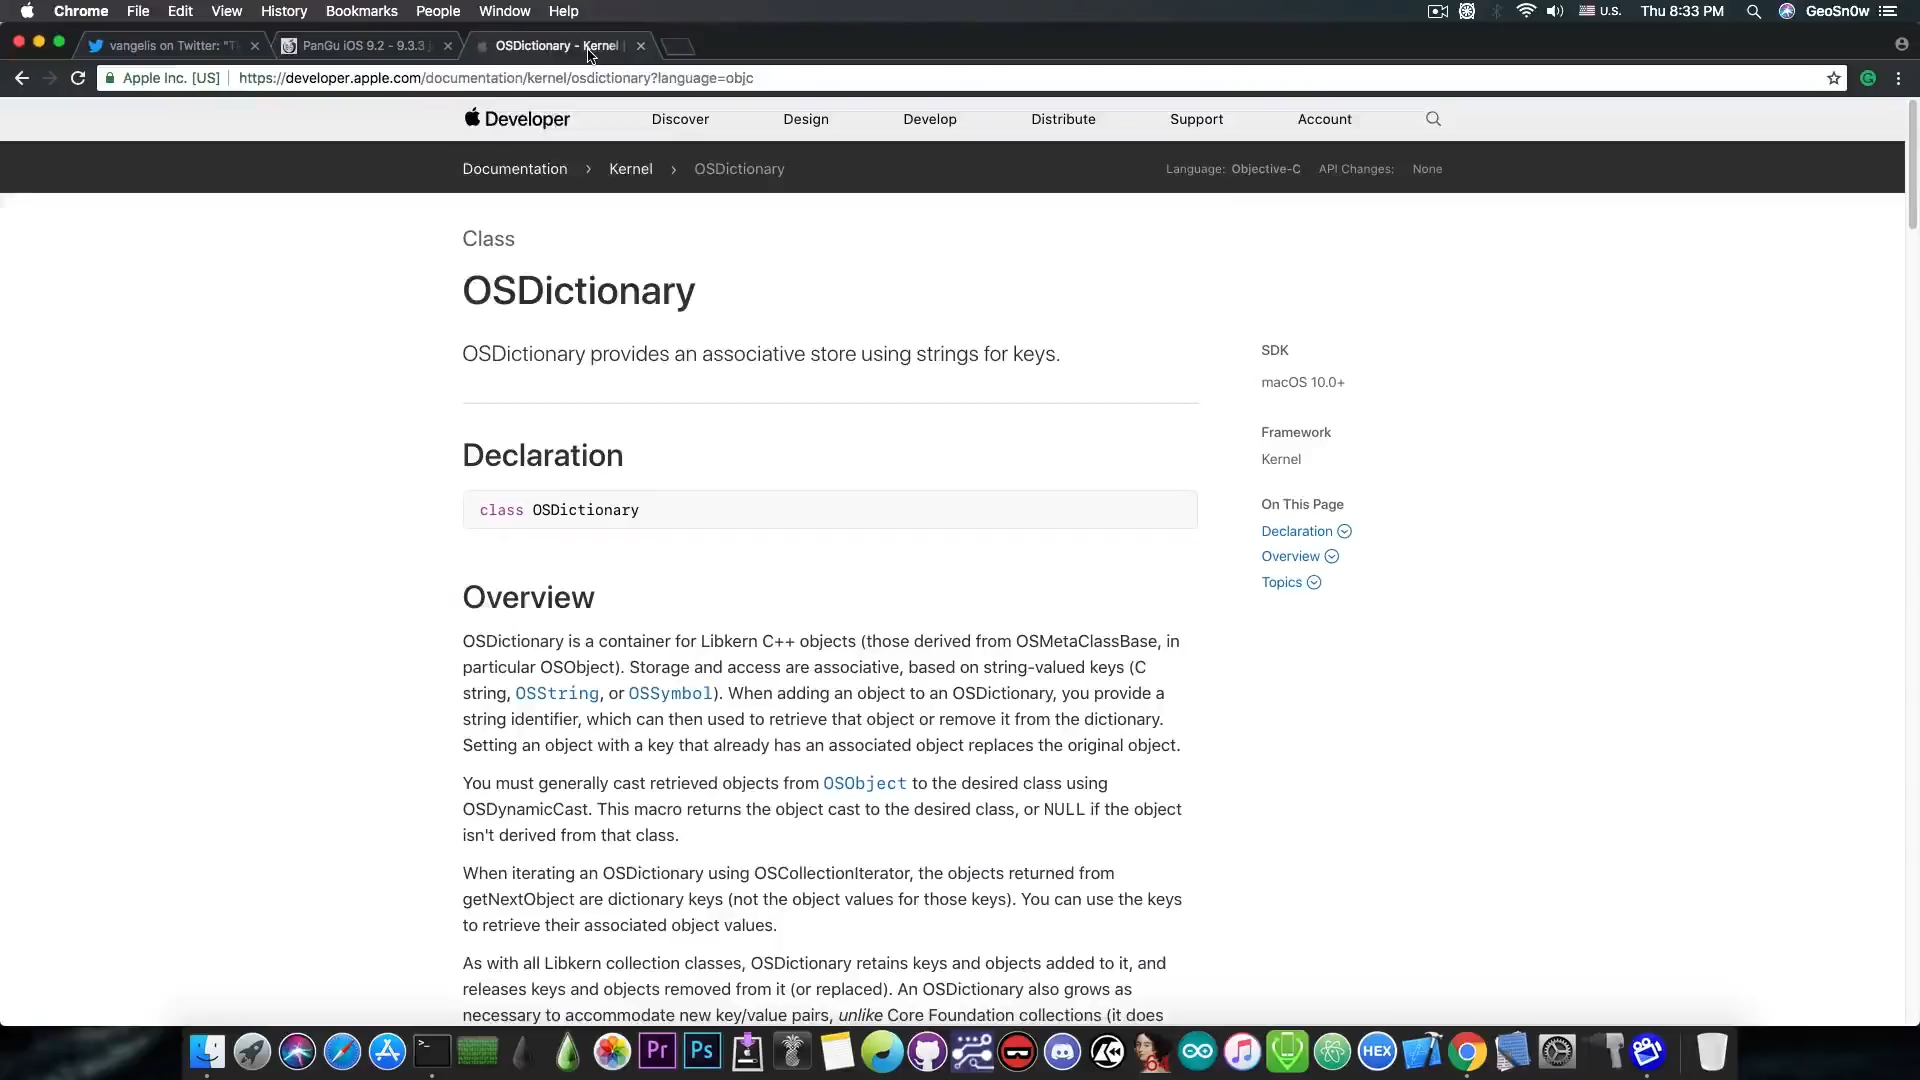 Chrome File Edit View History Bookmarks People Window Help U.S. Thu 8:33 PM GeoSn0w
vangelis on Twitter: "T PanGu iOS 9.2 - 9.3.3 OSDictionary - Kernel
Apple Inc. [US] https://developer.apple.com/documentation/kernel/osdictionary?language=objc
Developer Discover Design Develop Distribute Support Account
Documentation > Kernel > OSDictionary Language: Objective-C API Changes: None
Class
OSDictionary
OSDictionary provides an associative store using strings for keys.
SDK
macOS 10.0+
Framework
Kernel
On This Page
Declaration
Overview
Topics
Declaration
class OSDictionary
Overview
OSDictionary is a container for Libkern C++ objects (those derived from OSMetaClassBase, in
particular OSObject). Storage and access are associative, based on string-valued keys (C
string, OSString, or OSSymbol). When adding an object to an OSDictionary, you provide a
string identifier, which can then used to retrieve that object or remove it from the dictionary.
Setting an object with a key that already has an associated object replaces the original object.
You must generally cast retrieved objects from OSObject to the desired class using
OSDynamicCast. This macro returns the object cast to the desired class, or NULL if the object
isn't derived from that class.
When iterating an OSDictionary using OSCollectionIterator, the objects returned from
getNextObject are dictionary keys (not the object values for those keys). You can use the keys
to retrieve their associated object values.
As with all Libkern collection classes, OSDictionary retains keys and objects added to it, and
releases keys and objects removed from it (or replaced). An OSDictionary also grows as
necessary to accommodate new key/value pairs, unlike Core Foundation collections (it does
Pr Ps 64 HEX